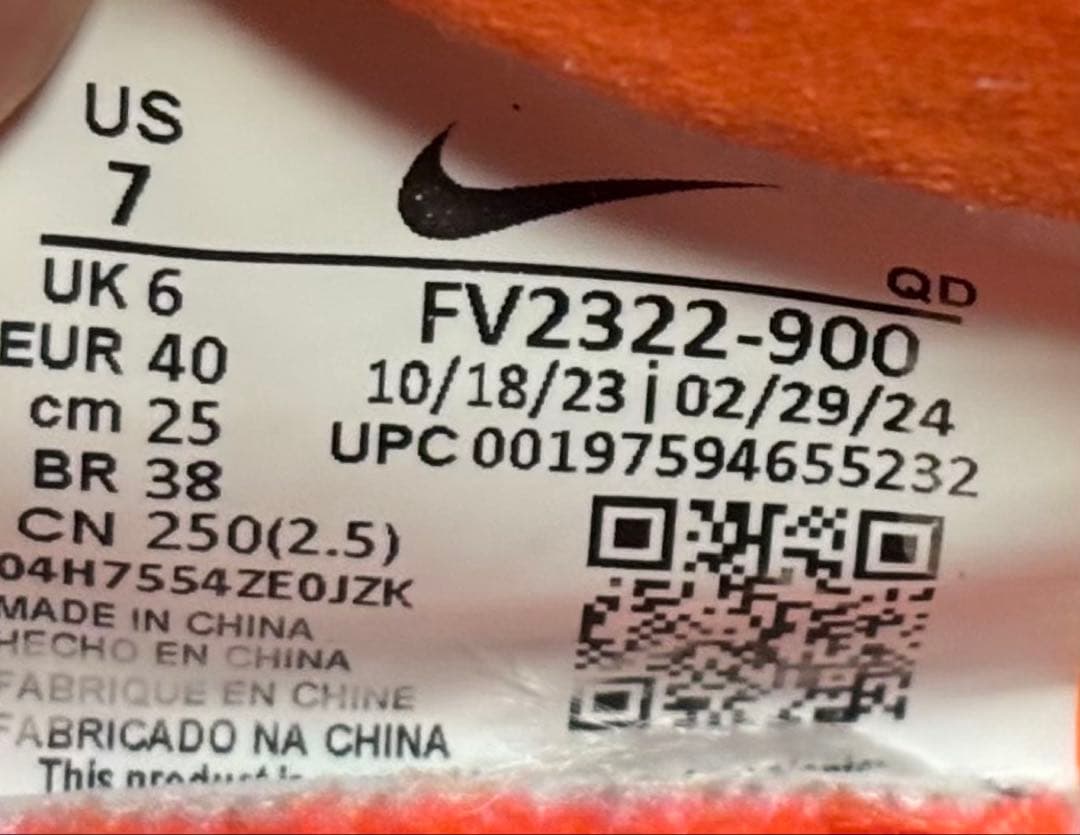 US
7
QD
UK 6
EUR 40
cm 25
BR 38
CN 250(2.5)
FV2322-900
10/18/23 | 02/29/24
UPC 00197594655232
04H7554ZE0JZK
MADE IN CHINA
HECHO EN CHINA
FABRIQUE EN CHINE
FABRICADO NA CHINA
This product